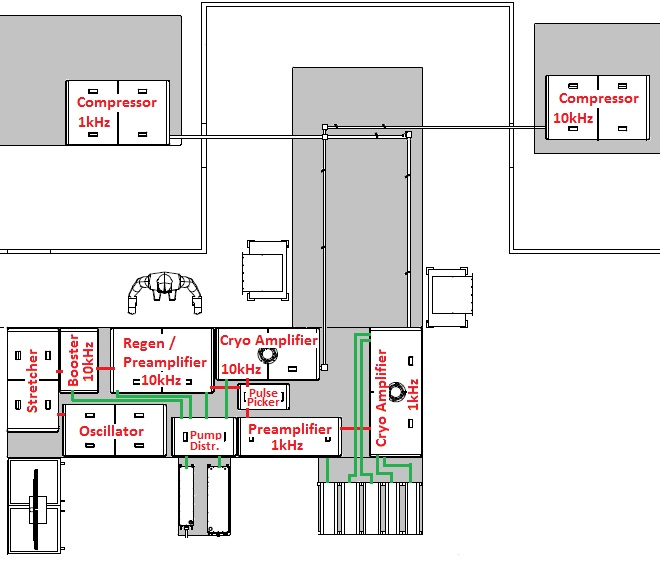 Compressor
1kHz
Compressor
10kHz
Stretcher
Booster
10kHz
Regen /
Preamplifier
10kHz
Cryo Amplifier
10kHz
Pulse
Picker
Oscillator
Pump
Distr.
Preamplifier
1kHz
Cryo Amplifier
1kHz